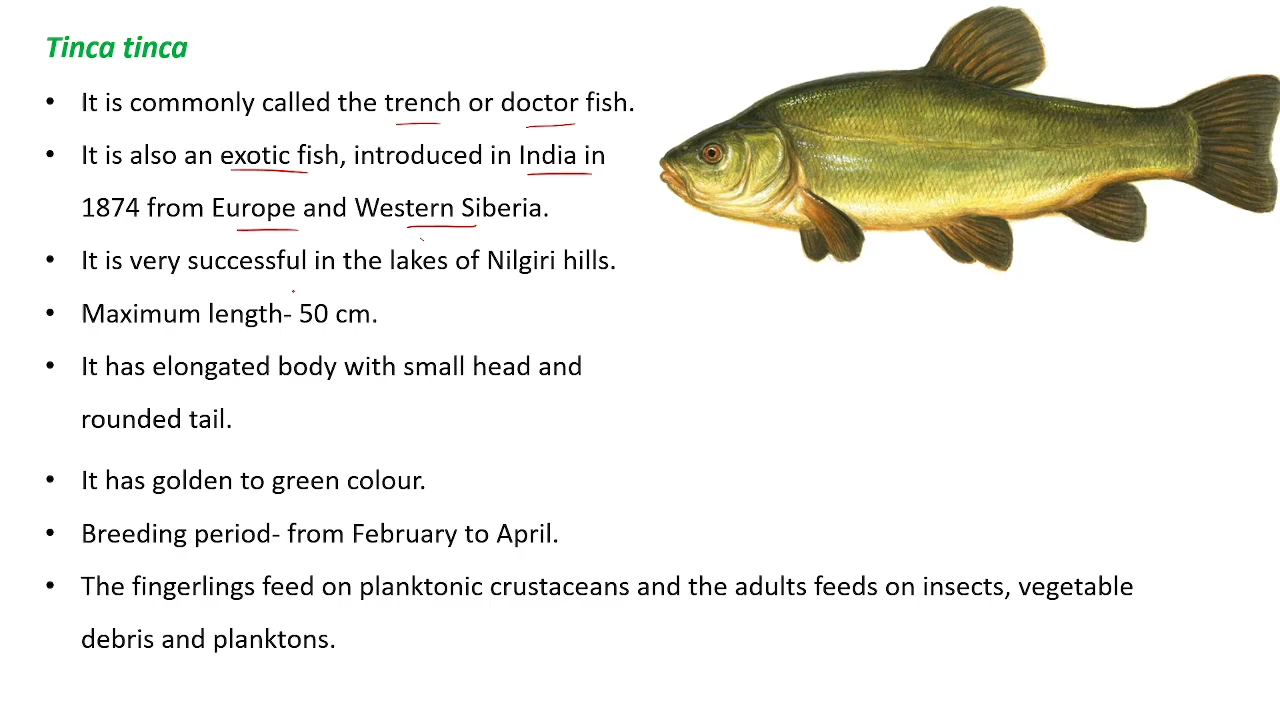 Tinca tinca
• It is commonly called the trench or doctor fish.
• It is also an exotic fish, introduced in India in
1874 from Europe and Western Siberia.
• It is very successful in the lakes of Nilgiri hills.
• Maximum length- 50 cm.
• It has elongated body with small head and
rounded tail.
• It has golden to green colour.
• Breeding period- from February to April.
• The fingerlings feed on planktonic crustaceans and the adults feeds on insects, vegetable
debris and planktons.